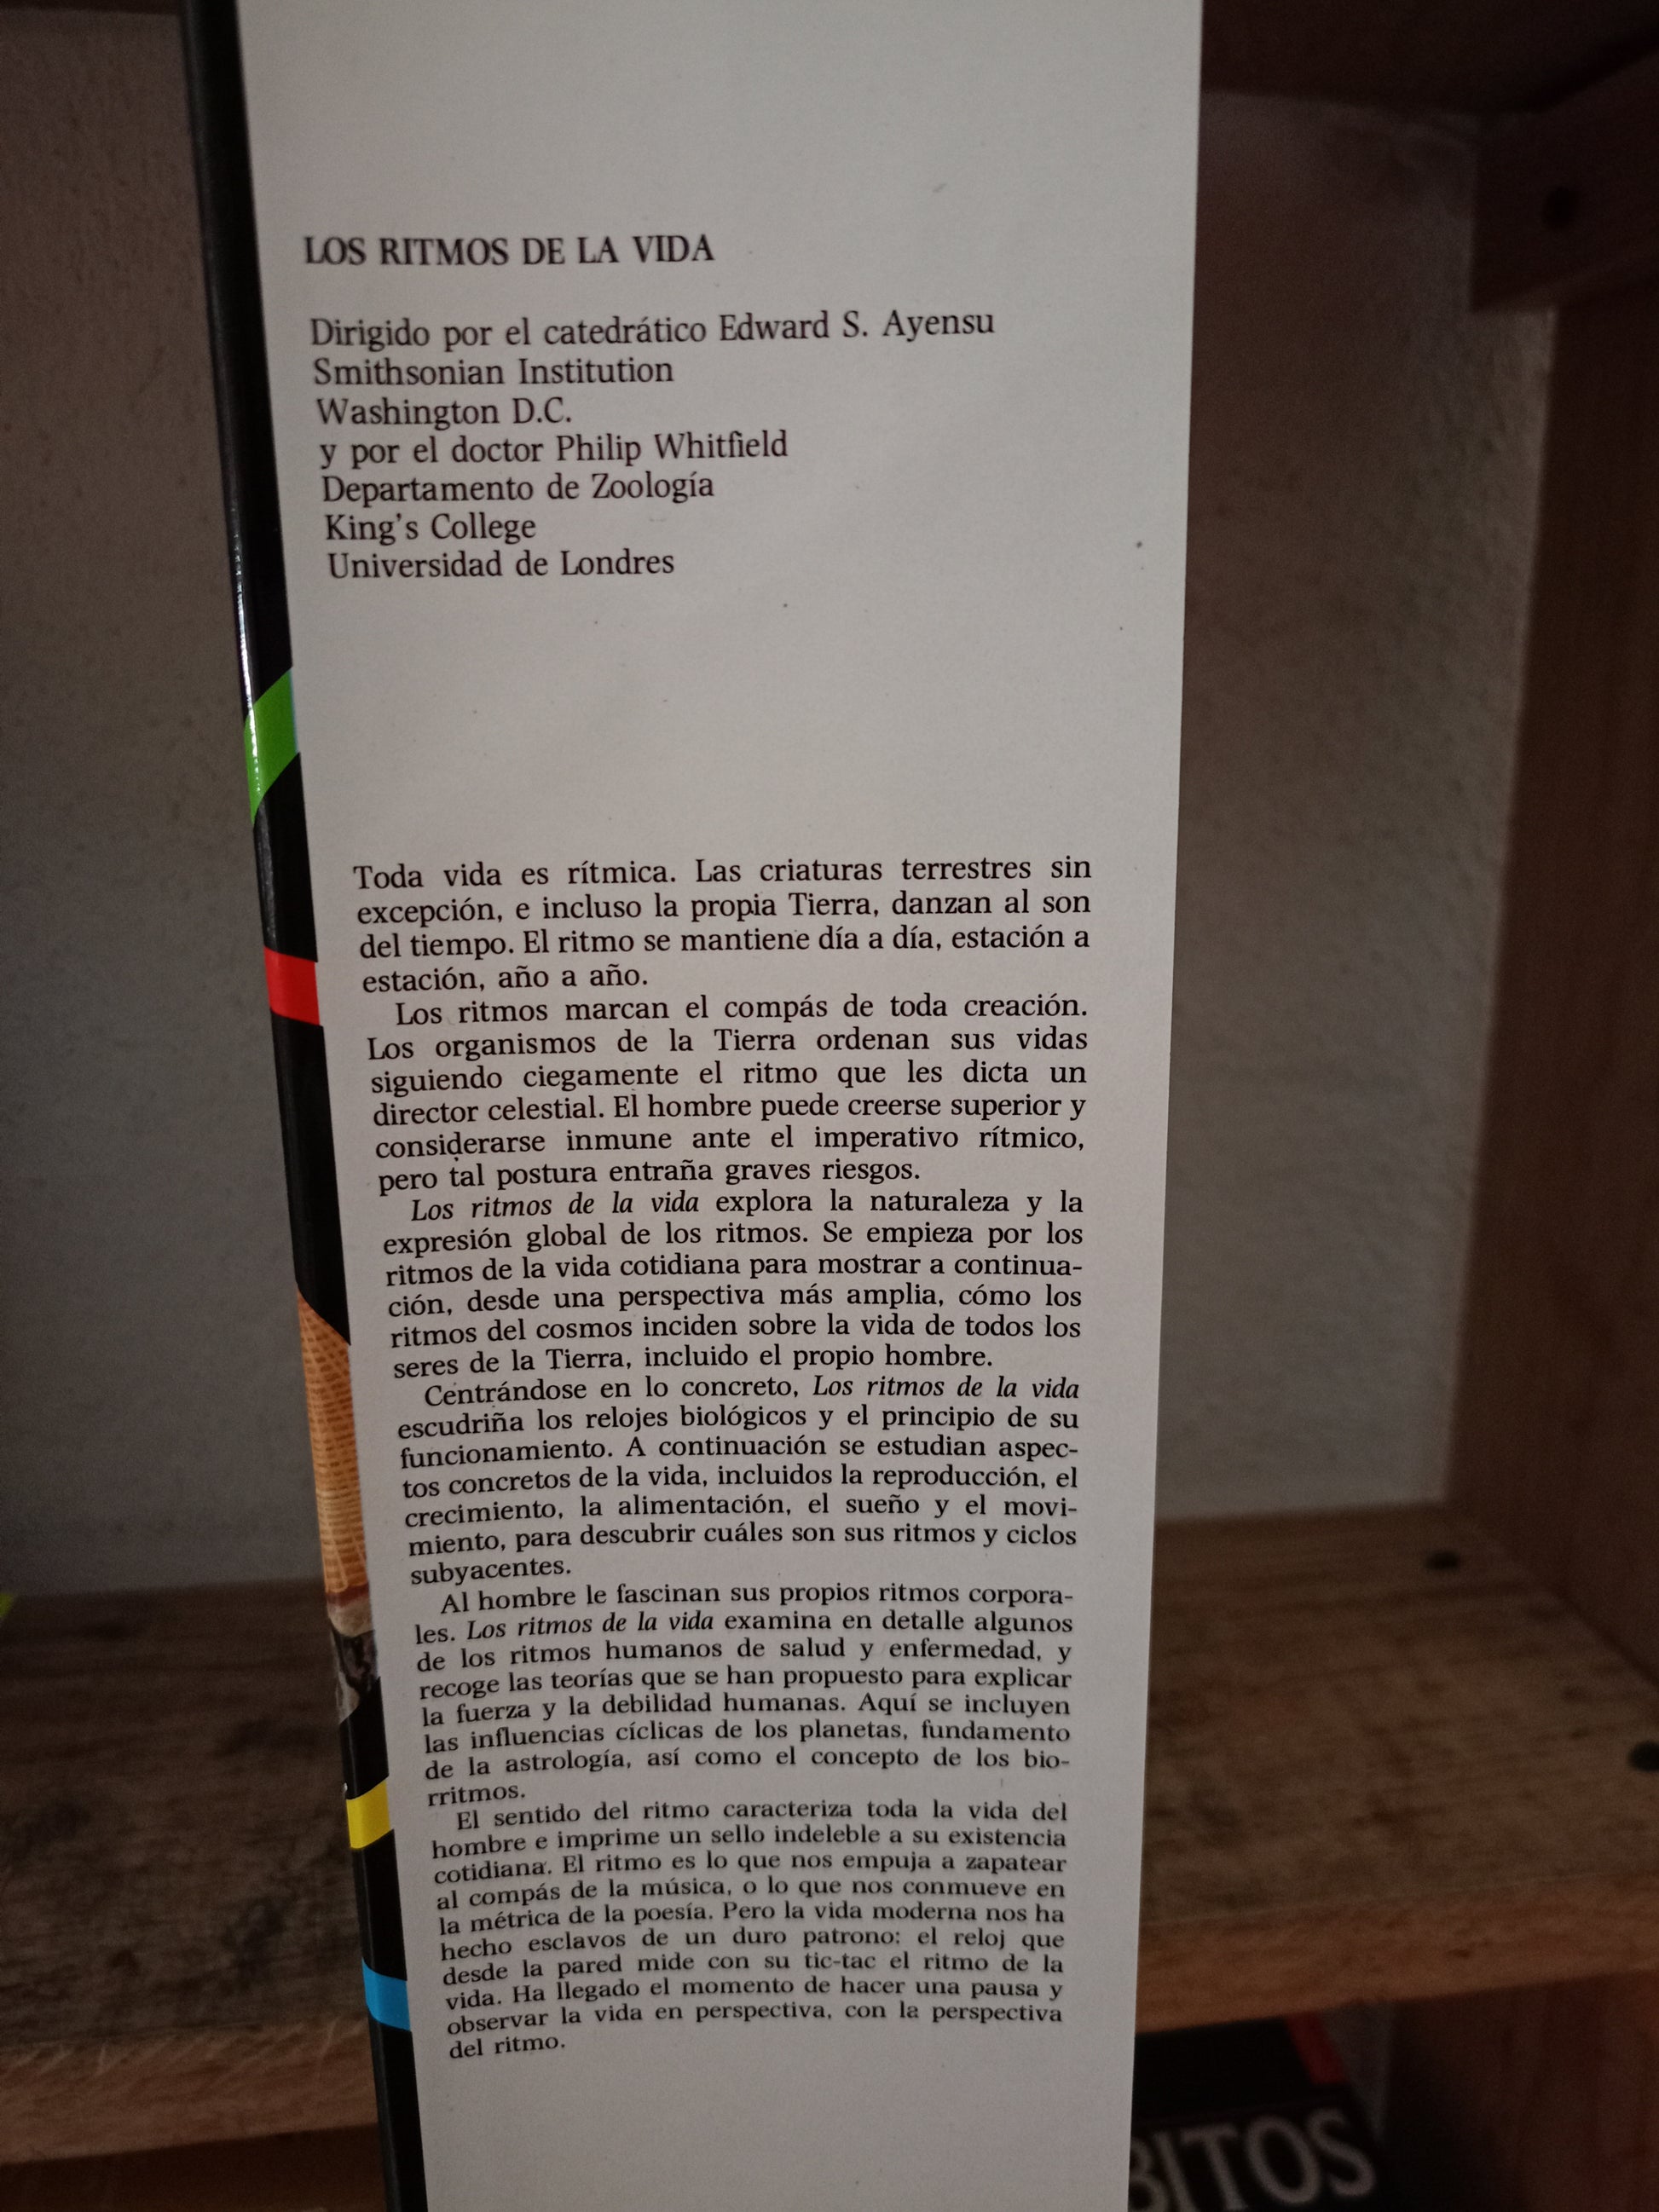 LOS RITMOS DE LA VIDA
Dirigido por el catedrático Edward S. Ayensu
Smithsonian Institution
Washington D.C.
y por el doctor Philip Whitfield
Departamento de Zoología
King's College
Universidad de Londres
Toda vida es rítmica. Las criaturas terrestres sin
excepción, e incluso la propia Tierra, danzan al son
del tiempo. El ritmo se mantiene día a día, estación a
estación, año a año.
Los ritmos marcan el compás de toda creación.
Los organismos de la Tierra ordenan sus vidas
siguiendo ciegamente el ritmo que les dicta un
director celestial. El hombre puede creerse superior y
considerarse inmune ante el imperativo rítmico,
pero tal postura entraña graves riesgos.
Los ritmos de la vida explora la naturaleza y la
expresión global de los ritmos. Se empieza por los
ritmos de la vida cotidiana para mostrar a continua-
ción, desde una perspectiva más amplia, cómo los
ritmos del cosmos inciden sobre la vida de todos los
seres de la Tierra, incluido el propio hombre.
Centrándose en lo concreto, Los ritmos de la vida
escudriña los relojes biológicos y el principio de su
funcionamiento. A continuación se estudian aspec-
tos concretos de la vida, incluidos la reproducción, el
crecimiento, la alimentación, el sueño y el movi-
miento, para descubrir cuáles son sus ritmos y ciclos
subyacentes.
Al hombre le fascinan sus propios ritmos corpora-
les. Los ritmos de la vida examina en detalle algunos
de los ritmos humanos de salud y enfermedad, y
recoge las teorías que se han propuesto para explicar
la fuerza y la debilidad humanas. Aquí se incluyen
las influencias cíclicas de los planetas, fundamento
de la astrología, así como el concepto de los bio-
rritmos.
El sentido del ritmo caracteriza toda la vida del
hombre e imprime un sello indeleble a su existencia
cotidiana. El ritmo es lo que nos empuja a zapatear
al compás de la música, o lo que nos conmueve en
la métrica de la poesía. Pero la vida moderna nos ha
hecho esclavos de un duro patrono: el reloj que
desde la pared mide con su tic-tac el ritmo de la
vida. Ha llegado el momento de hacer una pausa y
observar la vida en perspectiva, con la perspectiva
del ritmo.
BITOS